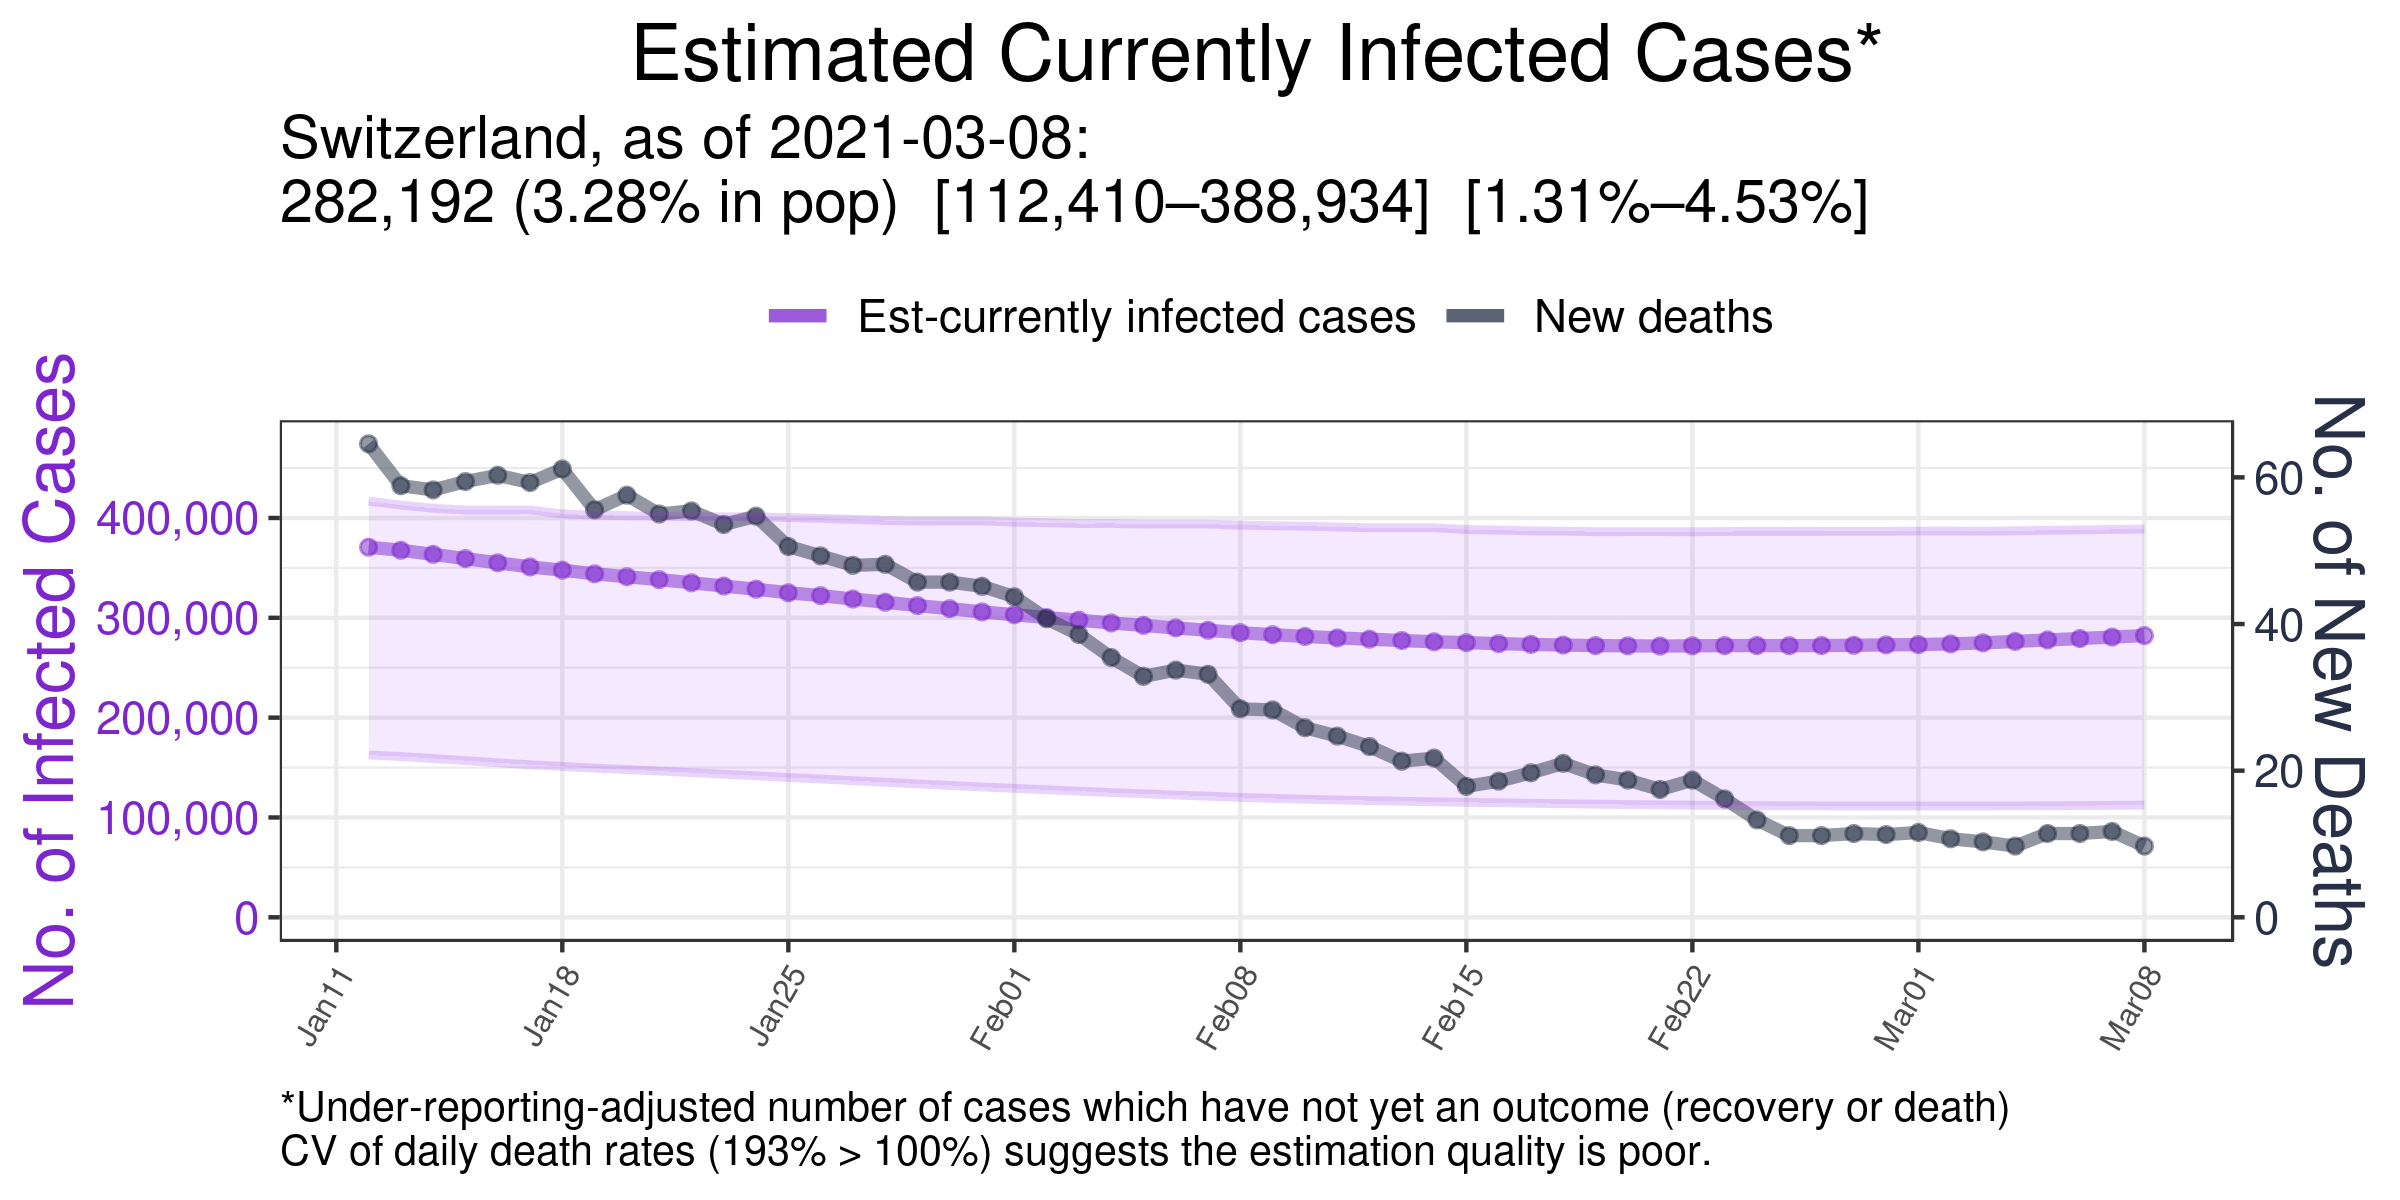 Estimated Currently Infected Cases*
Switzerland, as of 2021-03-08:
282,192 (3.28% in pop)  [112,410–388,934]  [1.31%–4.53%]
Est-currently infected cases
New deaths
No. of Infected Cases
400,000
300,000
200,000
100,000
0
No. of New Deaths
60
40
20
0
Jan11
Jan18
Jan25
Feb01
Feb08
Feb15
Feb22
Mar01
Mar08
*Under-reporting-adjusted number of cases which have not yet an outcome (recovery or death)
CV of daily death rates (193% > 100%) suggests the estimation quality is poor.